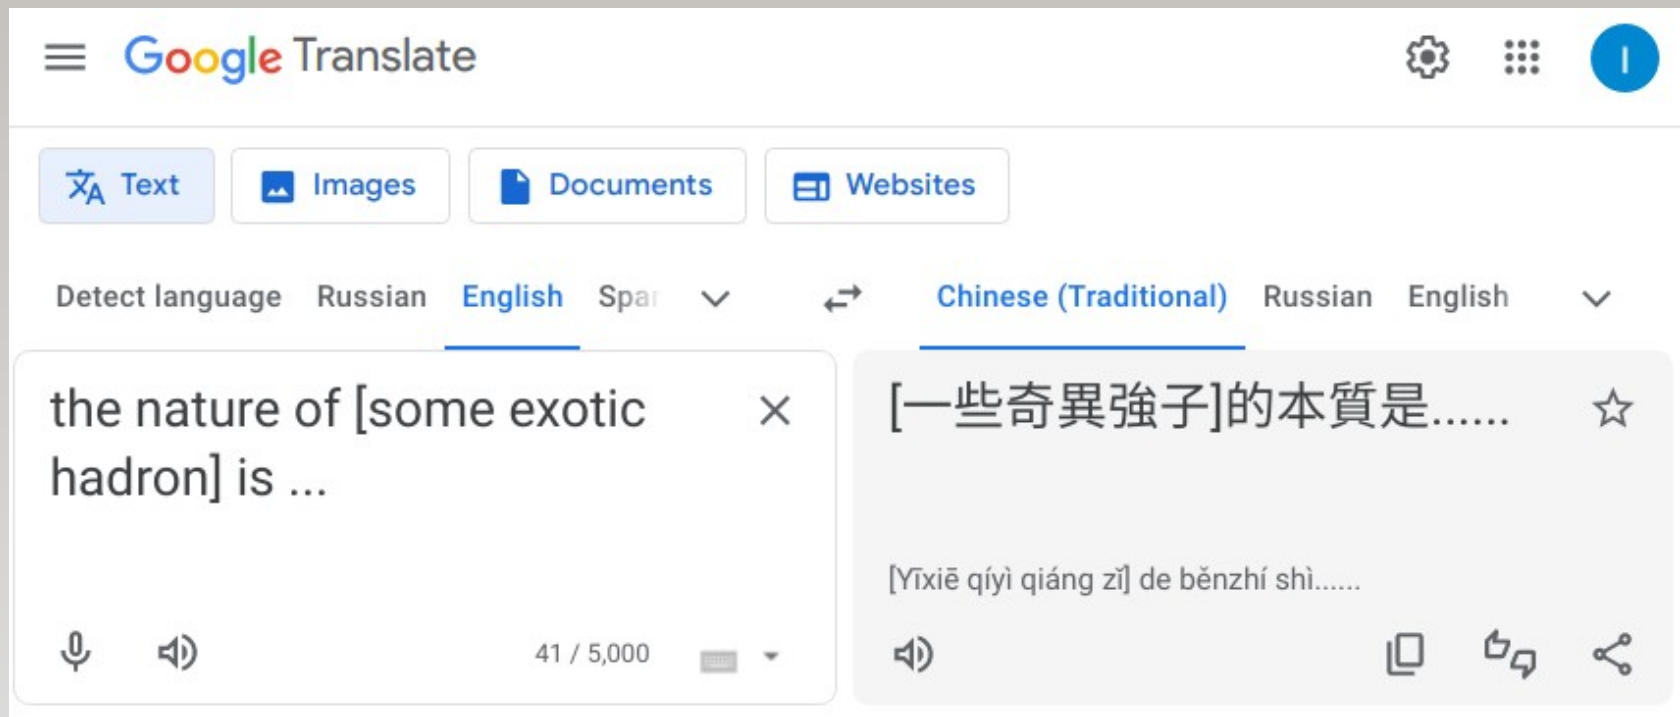 Google Translate
I
Text Images Documents Websites
Detect language Russian English Chinese (Traditional) Russian English
the nature of [some exotic
hadron] is ...
[一些奇異強子]的本質是......
[Yīxiē qíyì qiáng zǐ] de běnzhí shì......
41 / 5,000